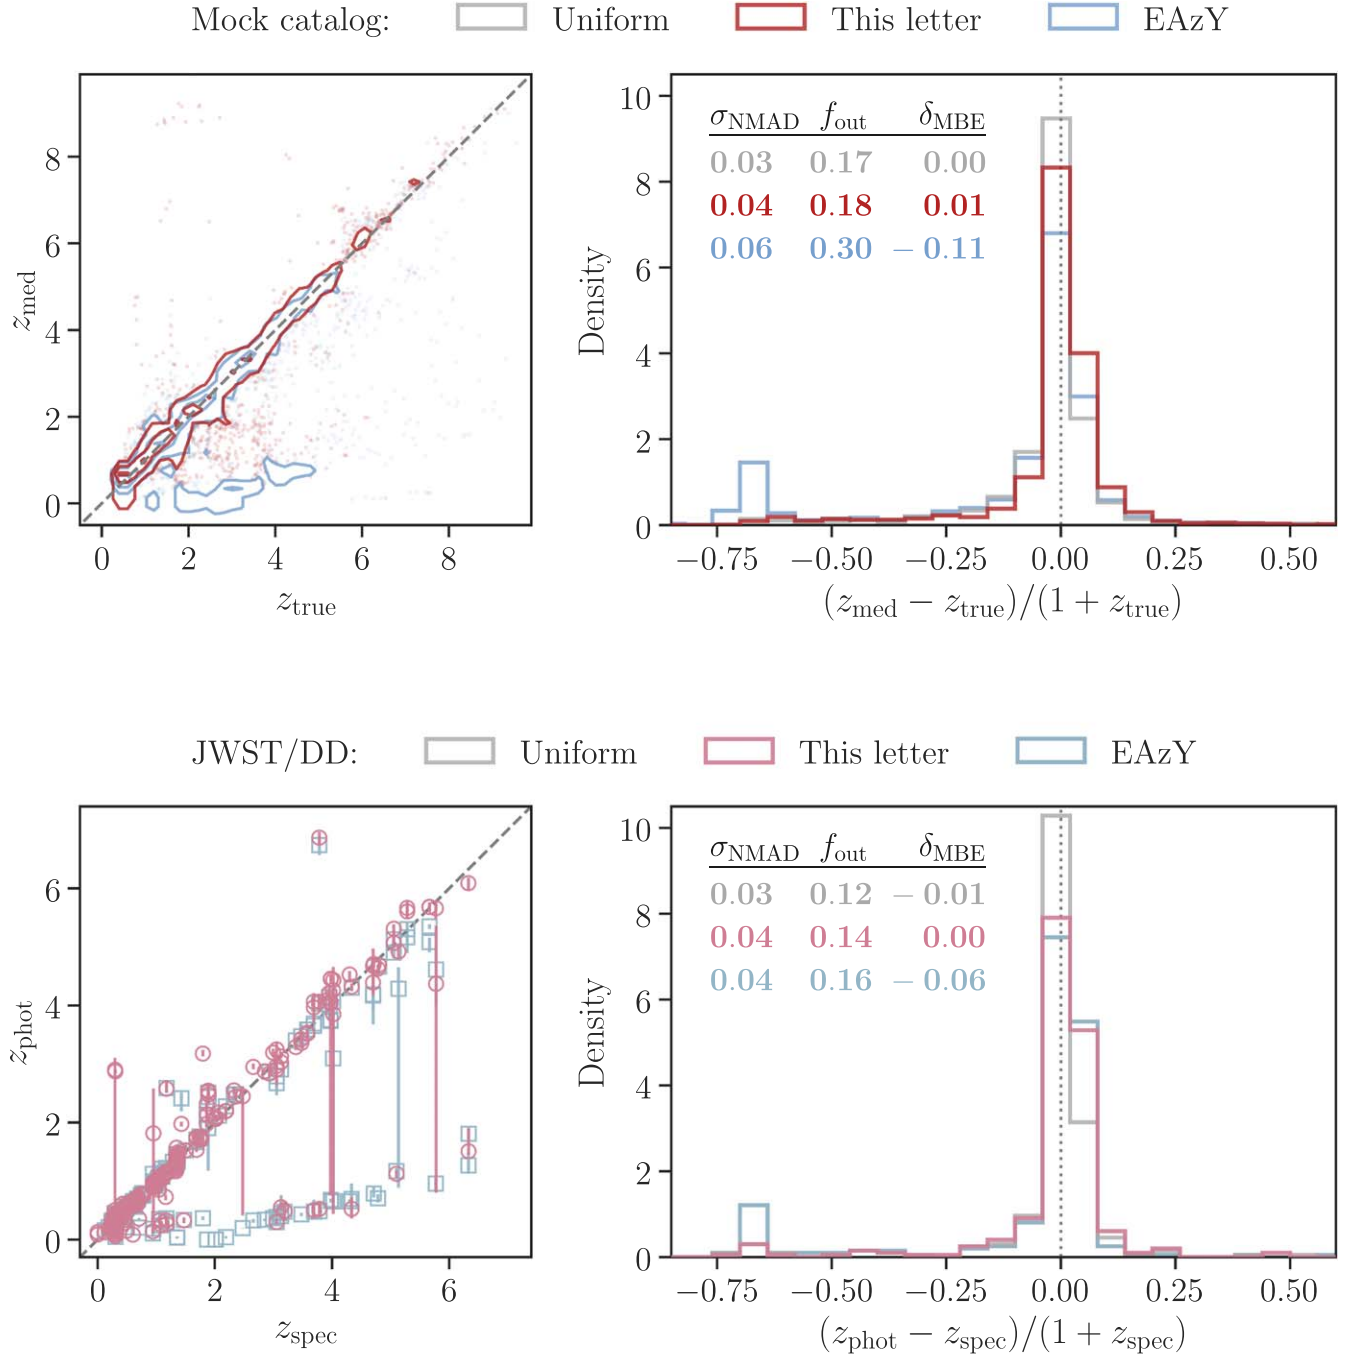 Mock catalog: Uniform This letter EAzY
8
6
4
2
0
z_med
0 2 4 6 8
z_true
10
8
6
4
2
0
Density
σ_NMAD f_out δ_MBE
0.03 0.17 0.00
0.04 0.18 0.01
0.06 0.30 −0.11
−0.75 −0.50 −0.25 0.00 0.25 0.50
(z_med − z_true)/(1 + z_true)
JWST/DD: Uniform This letter EAzY
6
4
2
0
z_phot
0 2 4 6
z_spec
10
8
6
4
2
0
Density
σ_NMAD f_out δ_MBE
0.03 0.12 −0.01
0.04 0.14 0.00
0.04 0.16 −0.06
−0.75 −0.50 −0.25 0.00 0.25 0.50
(z_phot − z_spec)/(1 + z_spec)